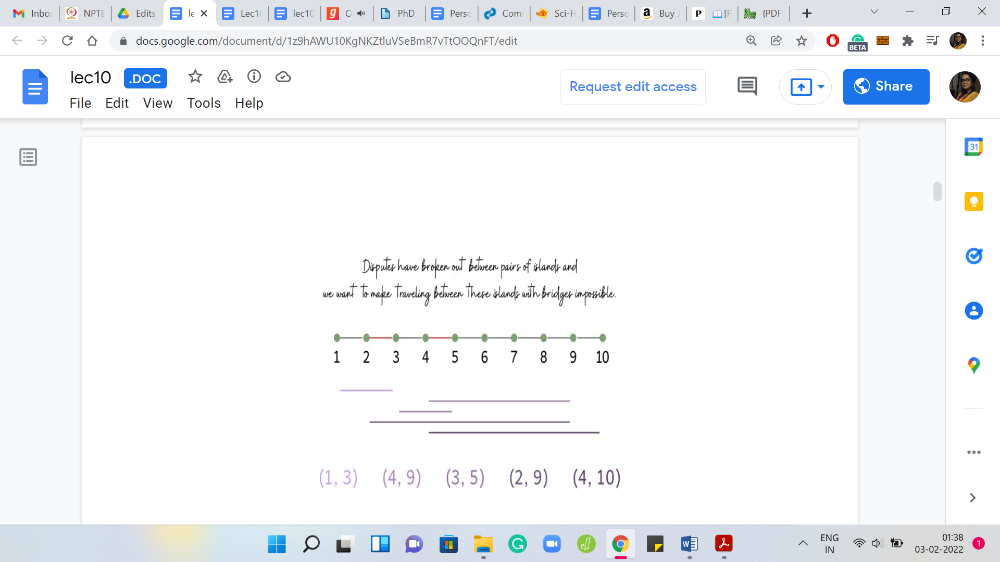 Inbo
NPTE
Edits
le
Lec10
lec10
O
PhD_
Perso
Com
Sci-H
Perso
Buy J
[P
{PDF
docs.google.com/document/d/1z9hAWU10KgNKZtluVSeBmR7vTtOOQnFT/edit
BETA
lec10 .DOC
Request edit access
Share
File Edit View Tools Help
31
Disputes have broken out between pairs of islands and
we want to make traveling between these islands with bridges impossible.
1 2 3 4 5 6 7 8 9 10
(1, 3) (4, 9) (3, 5) (2, 9) (4, 10)
ENG
IN
01:38
03-02-2022
1